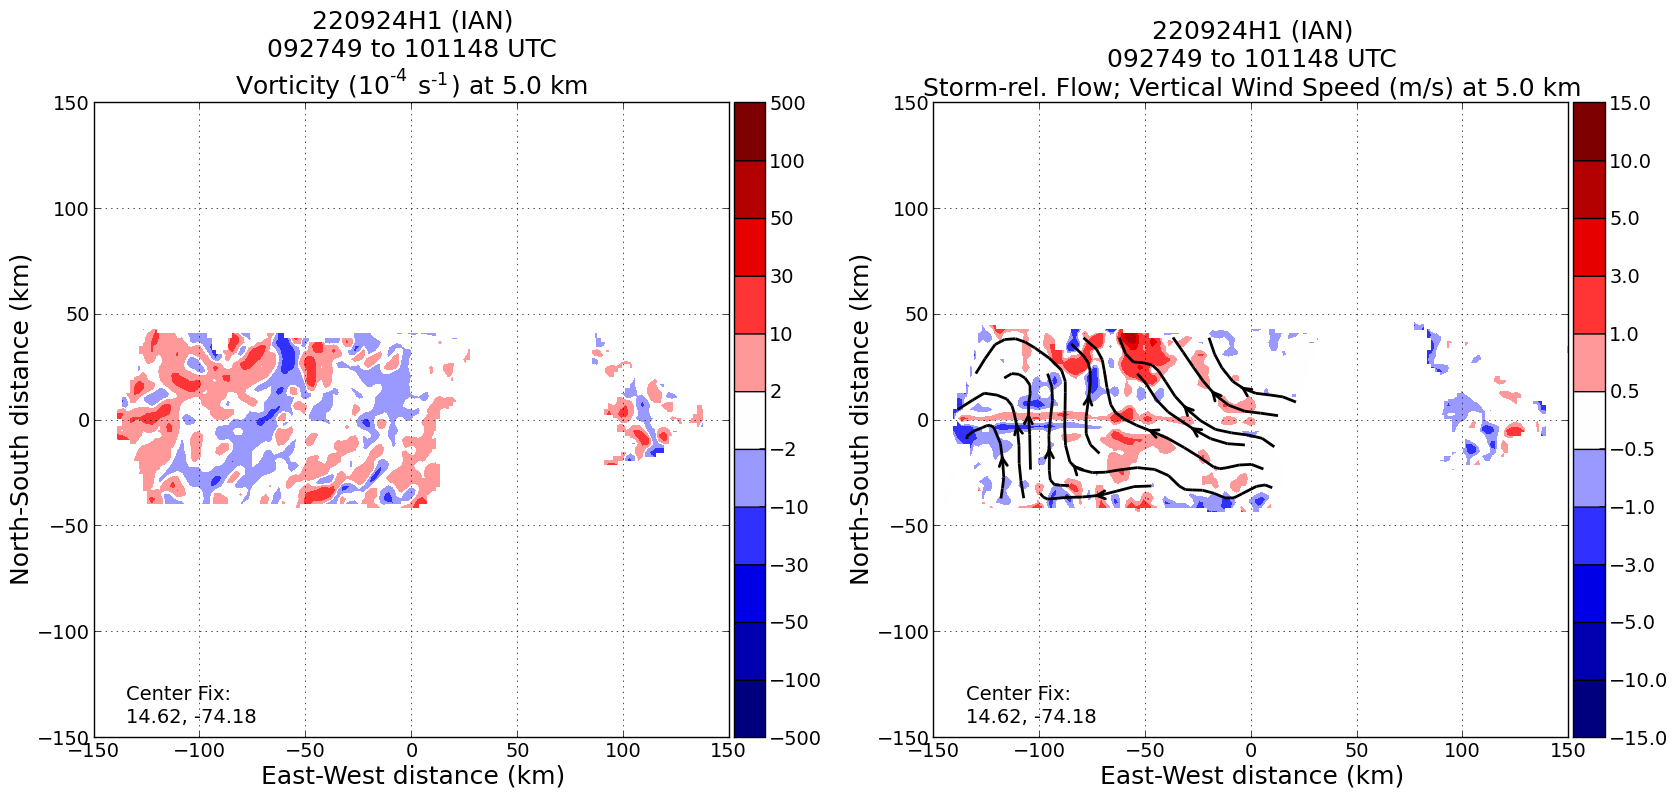 220924H1 (IAN)
092749 to 101148 UTC
Vorticity (10⁻⁴ s⁻¹) at 5.0 km
150
100
50
0
−50
−100
−150
North-South distance (km)
Center Fix:
14.62, -74.18
−150 −100 −50 0 50 100 150
East-West distance (km)
500
100
50
30
10
2
−2
−10
−30
−50
−100
−500
220924H1 (IAN)
092749 to 101148 UTC
Storm-rel. Flow; Vertical Wind Speed (m/s) at 5.0 km
150
100
50
0
−50
−100
−150
North-South distance (km)
Center Fix:
14.62, -74.18
−150 −100 −50 0 50 100 150
East-West distance (km)
15.0
10.0
5.0
3.0
1.0
0.5
−0.5
−1.0
−3.0
−5.0
−10.0
−15.0